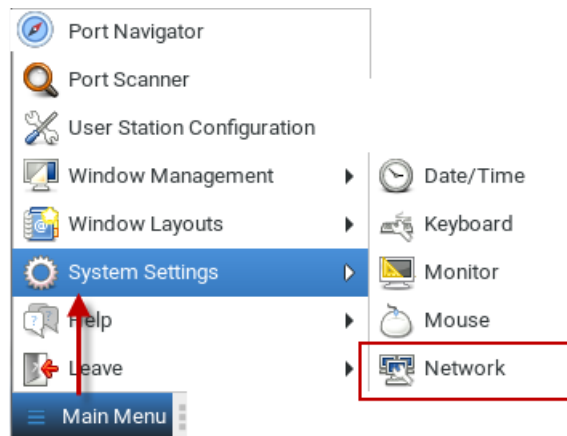 Port Navigator
Port Scanner
User Station Configuration
Window Management
Window Layouts
System Settings
Help
Leave
Main Menu
Date/Time
Keyboard
Monitor
Mouse
Network